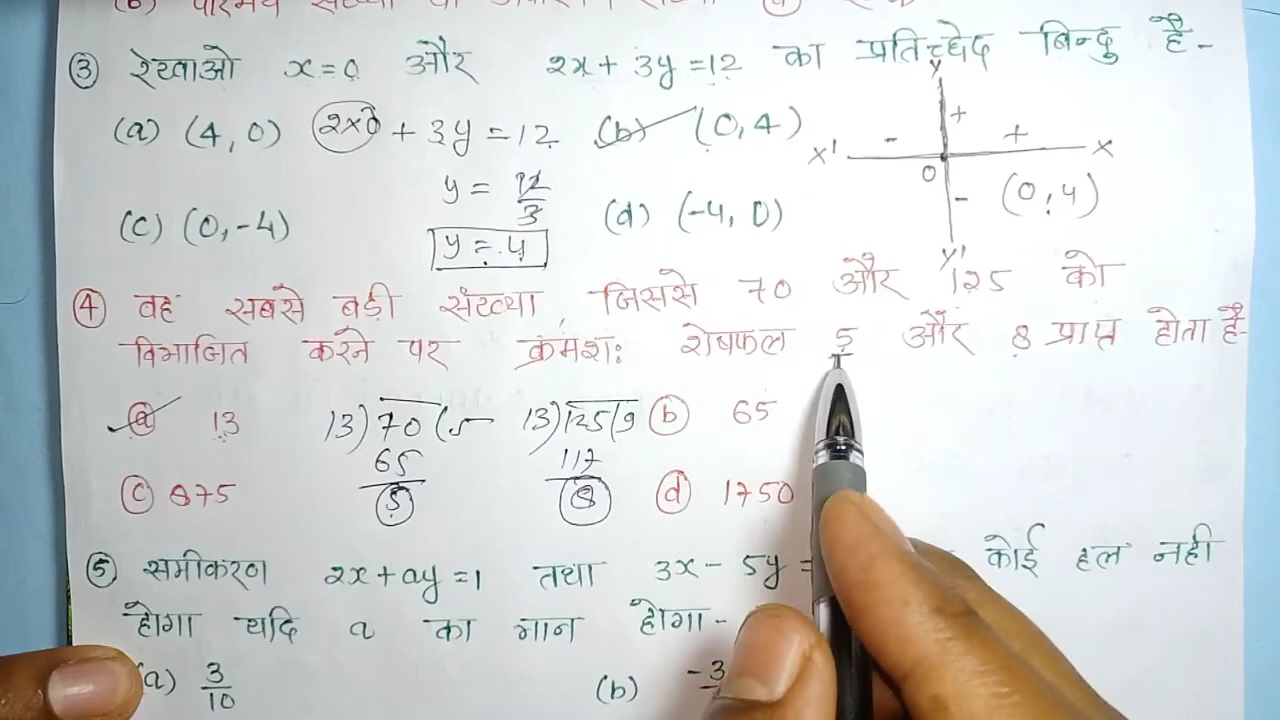 ③ रेखाओ x=0 और 2x+3y=12 का प्रतिच्छेद बिन्दु है-
(a) (4,0) 2×0+3y=12 (b) (0,4)
y = 12/3
(c) (0,-4) y=4 (d) (-4,0)
Y
X' - + + X
O - (0,4)
Y'
④ वह सबसे बड़ी संख्या, जिससे 70 और 125 को
विभाजित करने पर क्रमशः शेषफल 5 और 8 प्राप्त होता है-
ⓐ 13 13)70(5 13)125(9 ⓑ 65
65 117
ⓒ 875 5 8 ⓓ 1750
⑤ समीकरण 2x+ay=1 तथा 3x-5y= कोई हल नही
होगा यदि a का मान होगा-
(a) 3/10 (b) -3